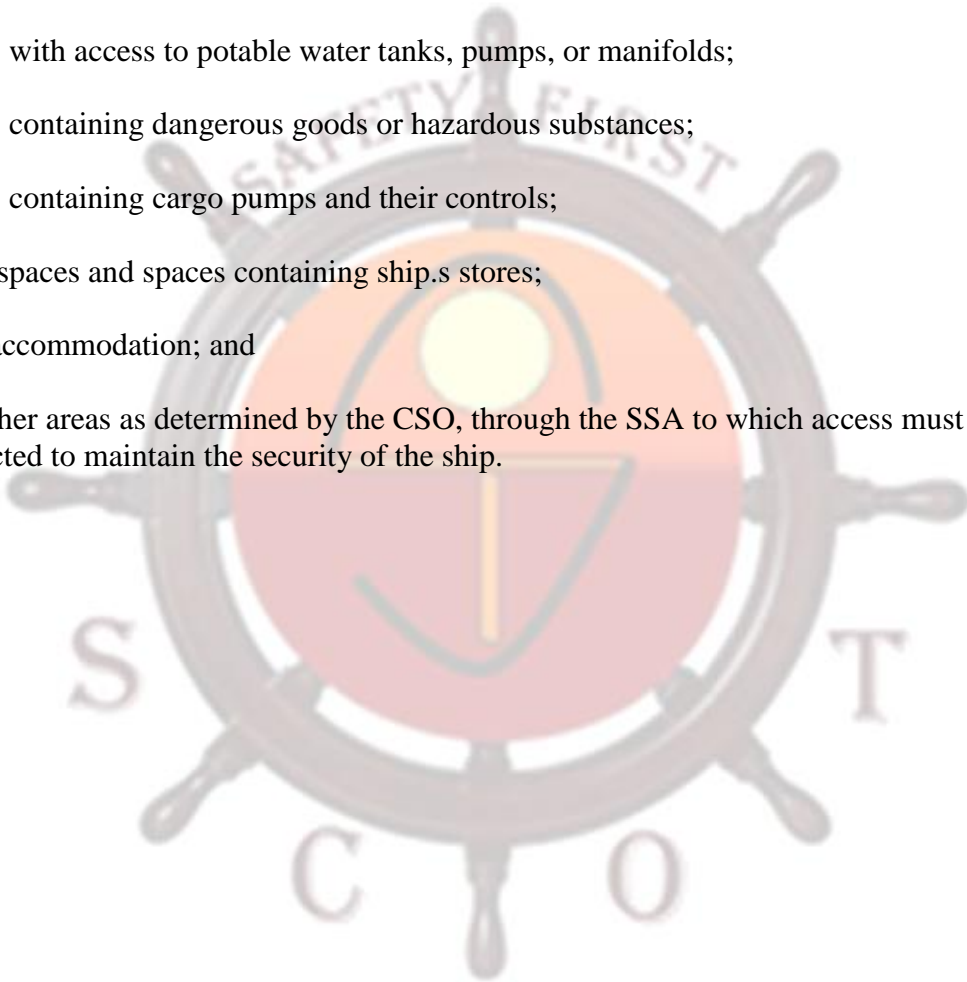 with access to potable water tanks, pumps, or manifolds;
containing dangerous goods or hazardous substances;
containing cargo pumps and their controls;
spaces and spaces containing ship.s stores;
accommodation; and
her areas as determined by the CSO, through the SSA to which access must
cted to maintain the security of the ship.
SAFETY FIRST
S T
C O